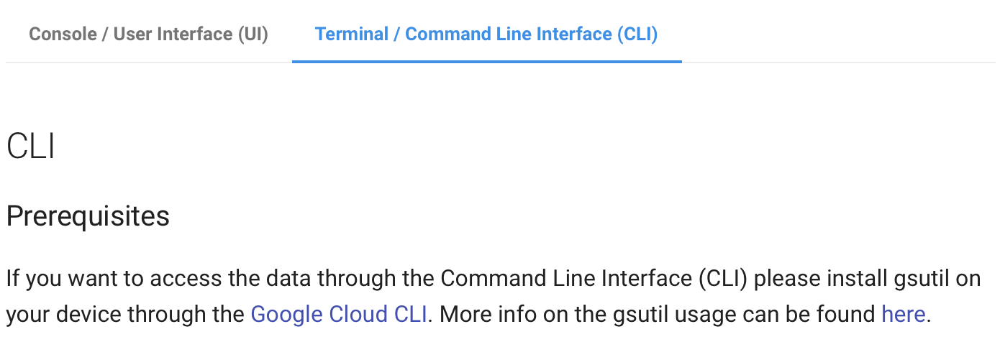 Console / User Interface (UI)
Terminal / Command Line Interface (CLI)
CLI
Prerequisites
If you want to access the data through the Command Line Interface (CLI) please install gsutil on
your device through the Google Cloud CLI. More info on the gsutil usage can be found here.